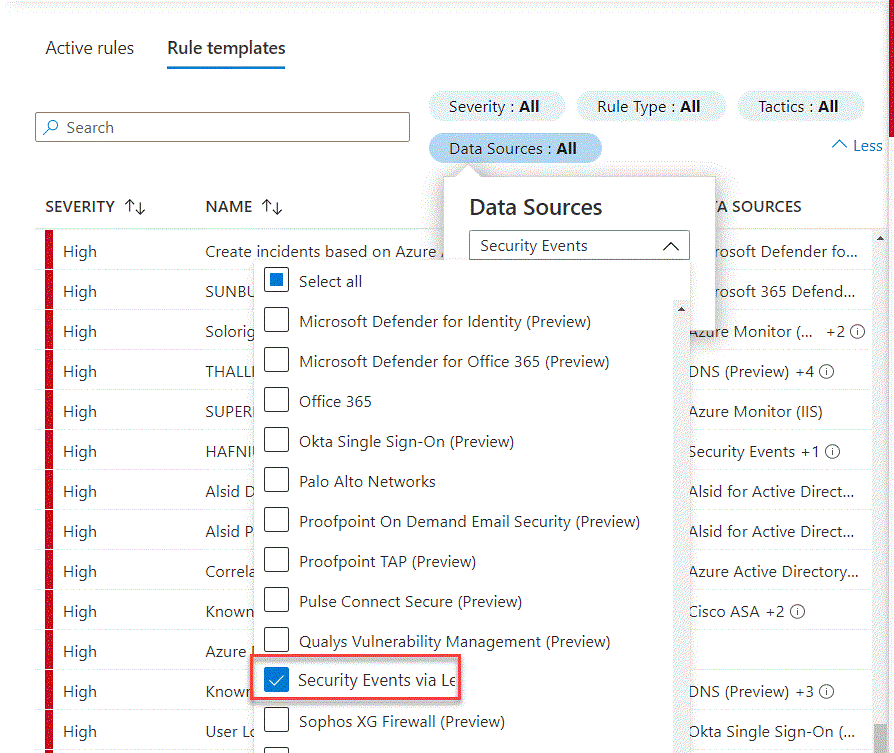 Active rules
Rule templates
Severity : All
Rule Type : All
Tactics : All
Search
Data Sources : All
Less
SEVERITY
NAME
Data Sources
A SOURCES
Security Events
High
Create incidents based on Azure
rosoft Defender fo...
Select all
High
SUNBU
rosoft 365 Defend...
Microsoft Defender for Identity (Preview)
High
Solorig
Azure Monitor (... +2
Microsoft Defender for Office 365 (Preview)
High
THALL
DNS (Preview) +4
Office 365
High
SUPER
Azure Monitor (IIS)
Okta Single Sign-On (Preview)
High
HAFNI
Security Events +1
Palo Alto Networks
High
Alsid D
Alsid for Active Direct...
Proofpoint On Demand Email Security (Preview)
High
Alsid P
Alsid for Active Direct...
Proofpoint TAP (Preview)
High
Correla
Azure Active Directory...
Pulse Connect Secure (Preview)
High
Known
Cisco ASA +2
Qualys Vulnerability Management (Preview)
High
Azure
Security Events via Le
High
Known
DNS (Preview) +3
Sophos XG Firewall (Preview)
High
User Lo
Okta Single Sign-On (...